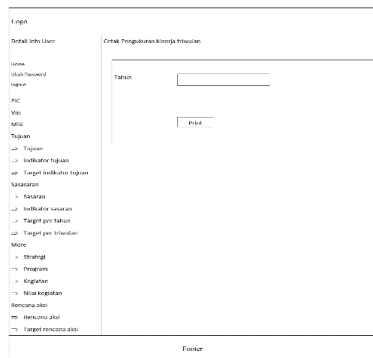 Logo
Detail Info User
Cetak Pengukuran kinerja triwulan
Home
Ubah Password
logout
Tahun
Print
PIC
Visi
Misi
Tujuan
⇒ Tujuan
⇒ Indikator tujuan
⇒ Target indikator tujuan
Sasasaran
⇒ Sasaran
⇒ Indikator sasaran
⇒ Target per tahun
⇒ Target per triwulan
More
⇒ Strategi
⇒ Program
⇒ Kegiatan
⇒ Nilai kegiatan
Rencana aksi
⇒ Rencana aksi
⇒ Target rencana aksi
Footer